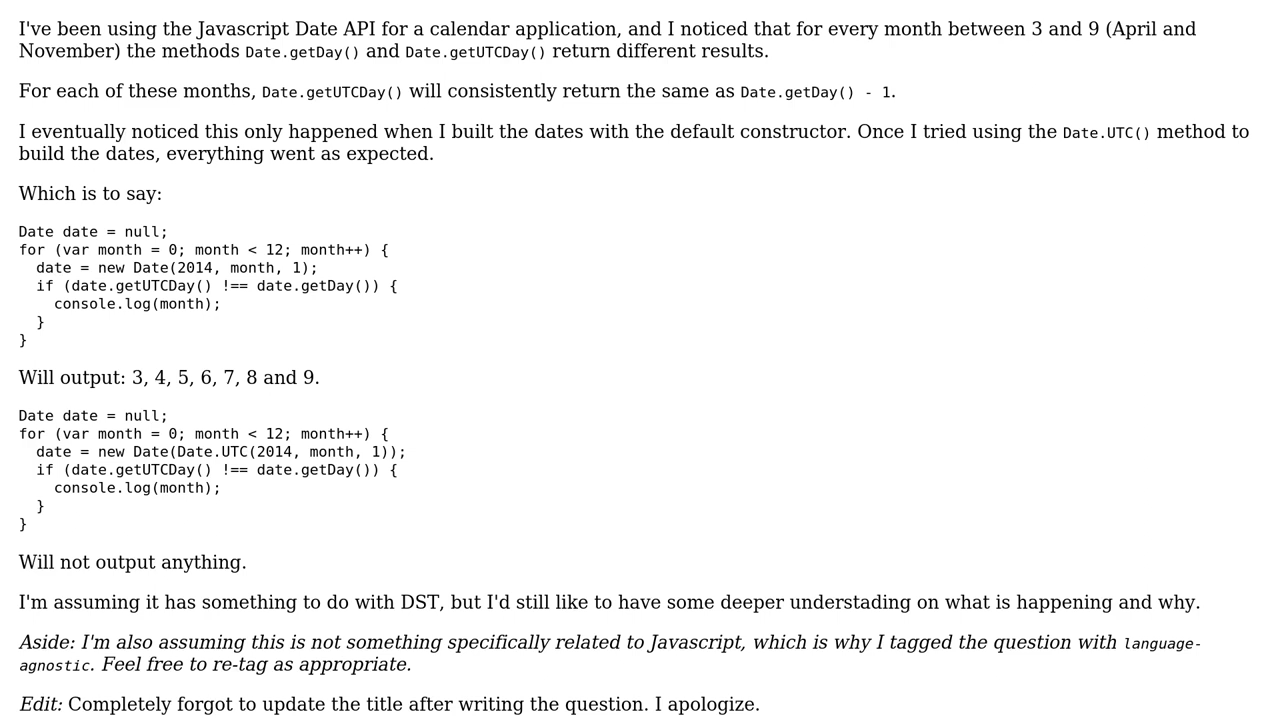 I've been using the Javascript Date API for a calendar application, and I noticed that for every month between 3 and 9 (April and
November) the methods Date.getDay() and Date.getUTCDay() return different results.
For each of these months, Date.getUTCDay() will consistently return the same as Date.getDay() - 1.
I eventually noticed this only happened when I built the dates with the default constructor. Once I tried using the Date.UTC() method to
build the dates, everything went as expected.
Which is to say:
Date date = null;
for (var month = 0; month < 12; month++) {
  date = new Date(2014, month, 1);
  if (date.getUTCDay() !== date.getDay()) {
    console.log(month);
  }
}
Will output: 3, 4, 5, 6, 7, 8 and 9.
Date date = null;
for (var month = 0; month < 12; month++) {
  date = new Date(Date.UTC(2014, month, 1));
  if (date.getUTCDay() !== date.getDay()) {
    console.log(month);
  }
}
Will not output anything.
I'm assuming it has something to do with DST, but I'd still like to have some deeper understading on what is happening and why.
Aside: I'm also assuming this is not something specifically related to Javascript, which is why I tagged the question with language-
agnostic. Feel free to re-tag as appropriate.
Edit: Completely forgot to update the title after writing the question. I apologize.